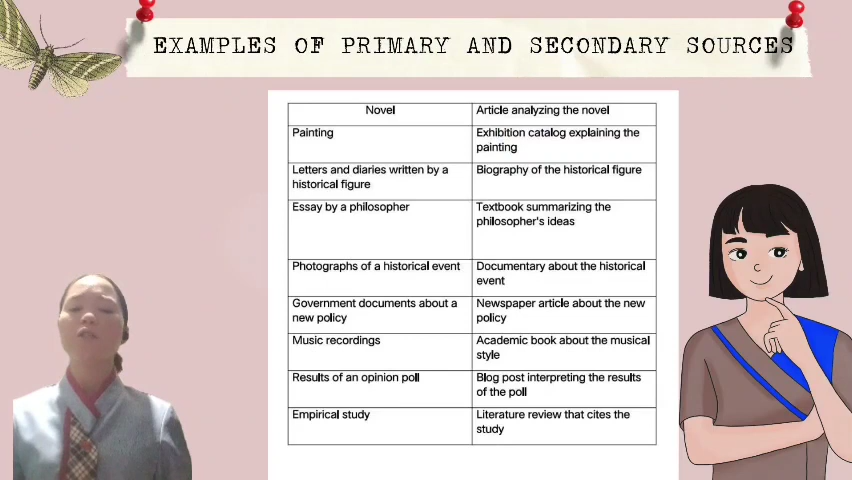 EXAMPLES OF PRIMARY AND SECONDARY SOURCES
Novel
Article analyzing the novel
Painting
Exhibition catalog explaining the
painting
Letters and diaries written by a
historical figure
Biography of the historical figure
Essay by a philosopher
Textbook summarizing the
philosopher's ideas
Photographs of a historical event
Documentary about the historical
event
Government documents about a
new policy
Newspaper article about the new
policy
Music recordings
Academic book about the musical
style
Results of an opinion poll
Blog post interpreting the results
of the poll
Empirical study
Literature review that cites the
study